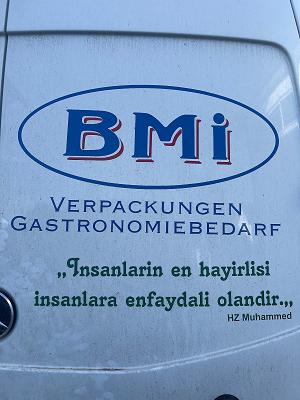 BMi
VERPACKUNGEN
GASTRONOMIEBEDARF
„Insanlarin en hayirlisi
insanlara enfaydali olandir.„
HZ Muhammed